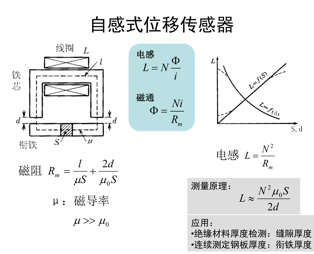 自感式位移传感器
线圈 L
l
铁
芯
d
d
衔铁
S
μ
电感
L = N Φ/i
磁通
Φ = Ni/Rm
L
L=f(S)
L=f(d)
S, d
磁阻 Rm = l/μS + 2d/μ0S
μ：磁导率
μ >> μ0
电感 L = N²/Rm
测量原理：
L ≈ N²μ0S/2d
应用：
•绝缘材料厚度检测：缝隙厚度
•连续测定钢板厚度：衔铁厚度